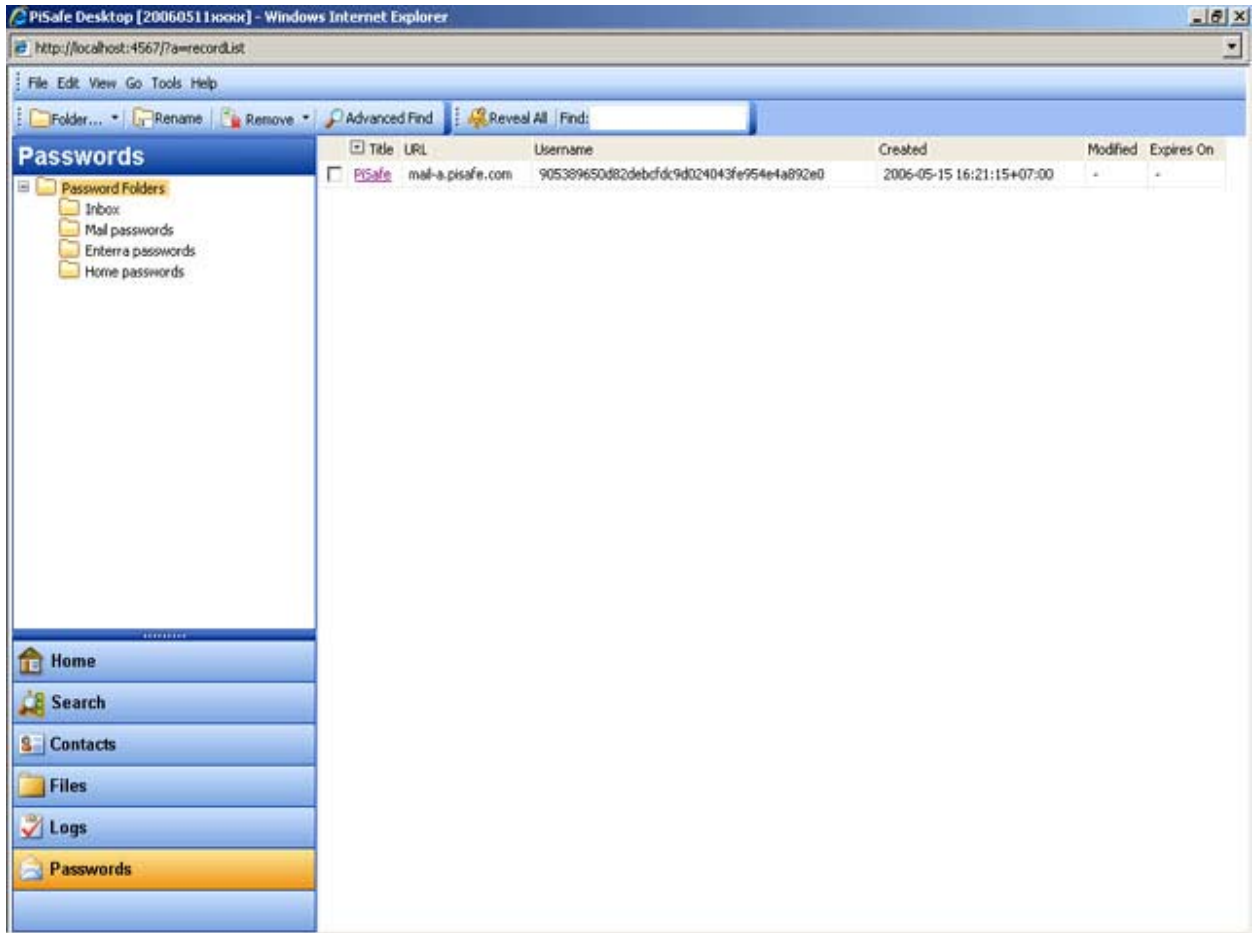 PiSafe Desktop [20060511xxxx] - Windows Internet Explorer
http://localhost:4567/?a=recordList
File Edit View Go Tools Help
Folder... Rename Remove Advanced Find Reveal All Find:
Passwords
Title URL Username Created Modified Expires On
PiSafe mail-a.pisafe.com 905389650d82debcfdc9d024043fe954e4a892e0 2006-05-15 16:21:15+07:00 - -
Password Folders
Inbox
Mail passwords
Enterra passwords
Home passwords
Home
Search
Contacts
Files
Logs
Passwords